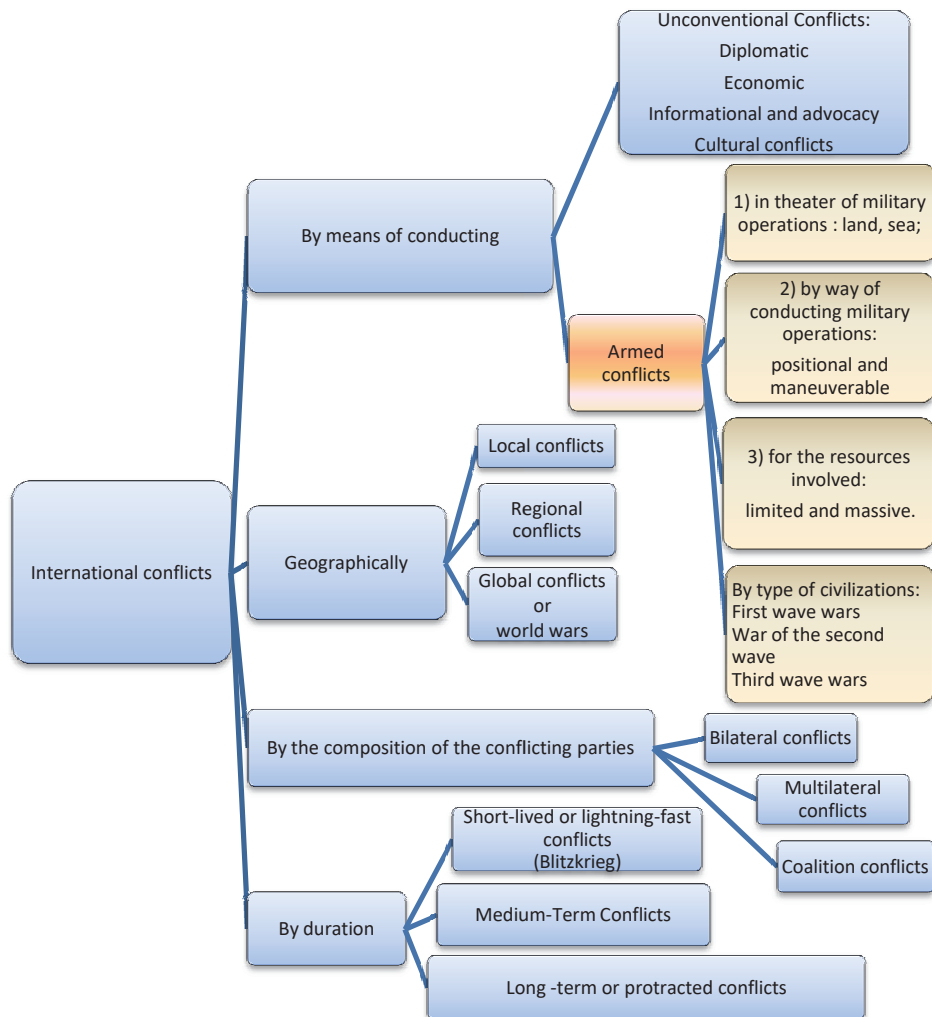 Unconventional Conflicts:
Diplomatic
Economic
Informational and advocacy
Cultural conflicts
By means of conducting
1) in theater of military
operations : land, sea;
2) by way of
conducting military
operations:
positional and
maneuverable
Armed
conflicts
3) for the resources
involved:
limited and massive.
By type of civilizations:
First wave wars
War of the second
wave
Third wave wars
International conflicts
Geographically
Local conflicts
Regional
conflicts
Global conflicts
or
world wars
By the composition of the conflicting parties
Bilateral conflicts
Multilateral
conflicts
Coalition conflicts
By duration
Short-lived or lightning-fast
conflicts
(Blitzkrieg)
Medium-Term Conflicts
Long -term or protracted conflicts